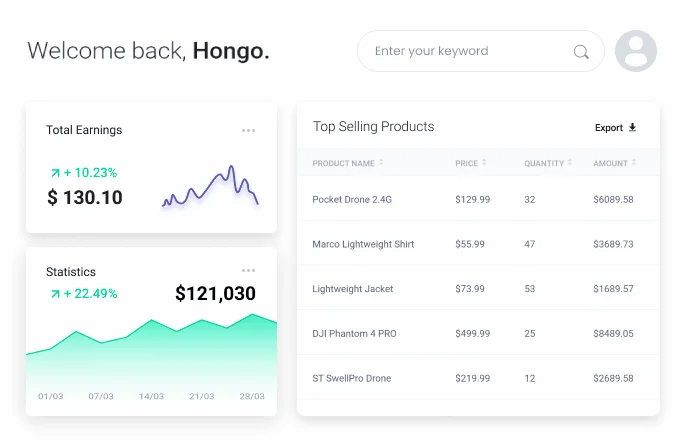 Welcome back, Hongo.
Enter your keyword
Total Earnings
+ 10.23%
$ 130.10
Statistics
+ 22.49%
$121,030
01/03 07/03 14/03 21/03 28/03
Top Selling Products
Export
PRODUCT NAME PRICE QUANTITY AMOUNT
Pocket Drone 2.4G $129.99 32 $6089.58
Marco Lightweight Shirt $55.99 47 $3689.73
Lightweight Jacket $73.99 53 $1689.57
DJI Phantom 4 PRO $499.99 25 $8489.05
ST SwellPro Drone $219.99 12 $2689.58